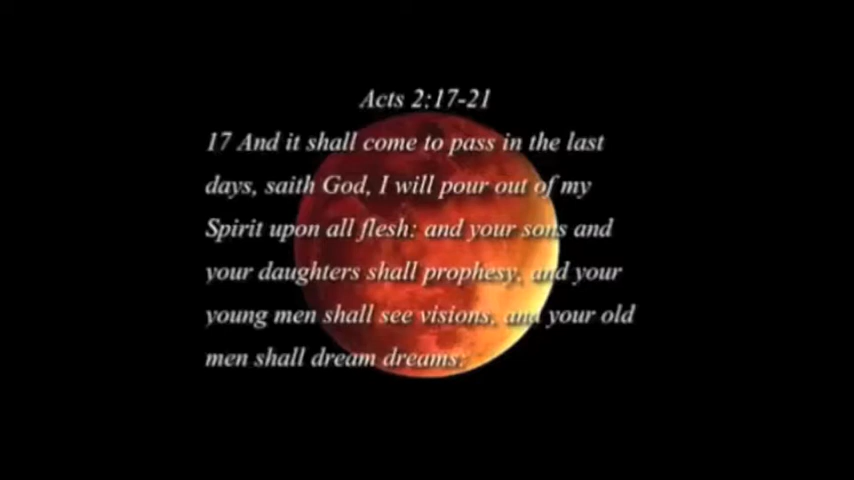 Acts 2:17-21
17 And it shall come to pass in the last
days, saith God, I will pour out of my
Spirit upon all flesh: and your sons and
your daughters shall prophesy, and your
young men shall see visions, and your old
men shall dream dreams: